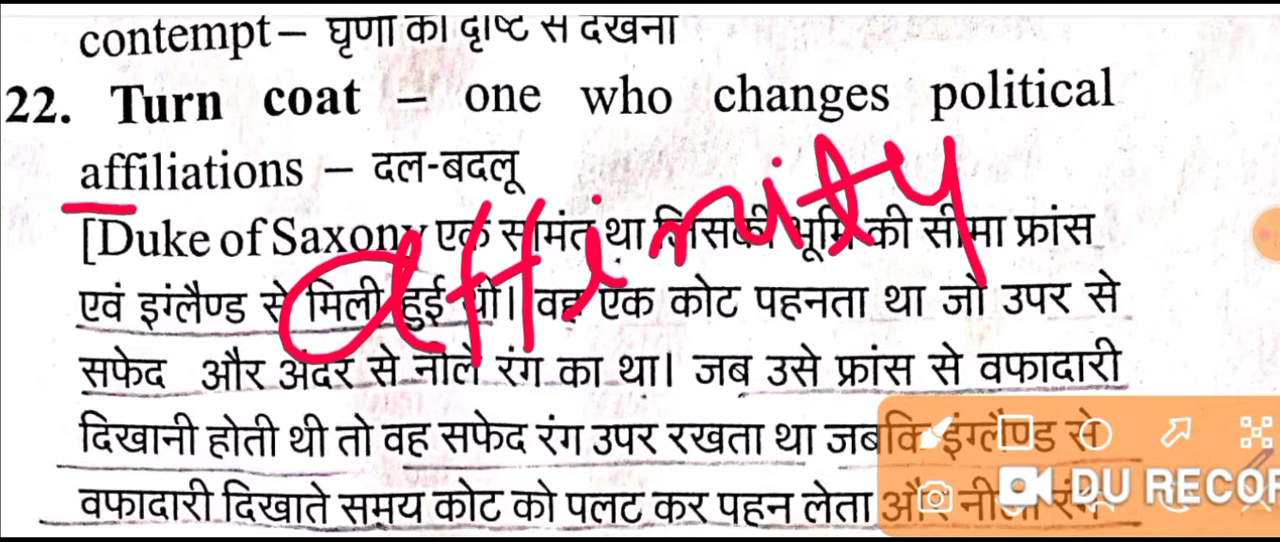 contempt – घृणा की दृष्टि से देखना
22. Turn coat – one who changes political
affiliations – दल-बदलू
affinity
[Duke of Saxony एक सामंत था जिसकी भूमि की सीमा फ्रांस
एवं इंग्लैण्ड से मिली हुई थी। वह एक कोट पहनता था जो उपर से
सफेद और अंदर से नीले रंग का था। जब उसे फ्रांस से वफादारी
दिखानी होती थी तो वह सफेद रंग उपर रखता था जबकि इंग्लैण्ड से
वफादारी दिखाते समय कोट को पलट कर पहन लेता और नीला रंग
DU RECOR